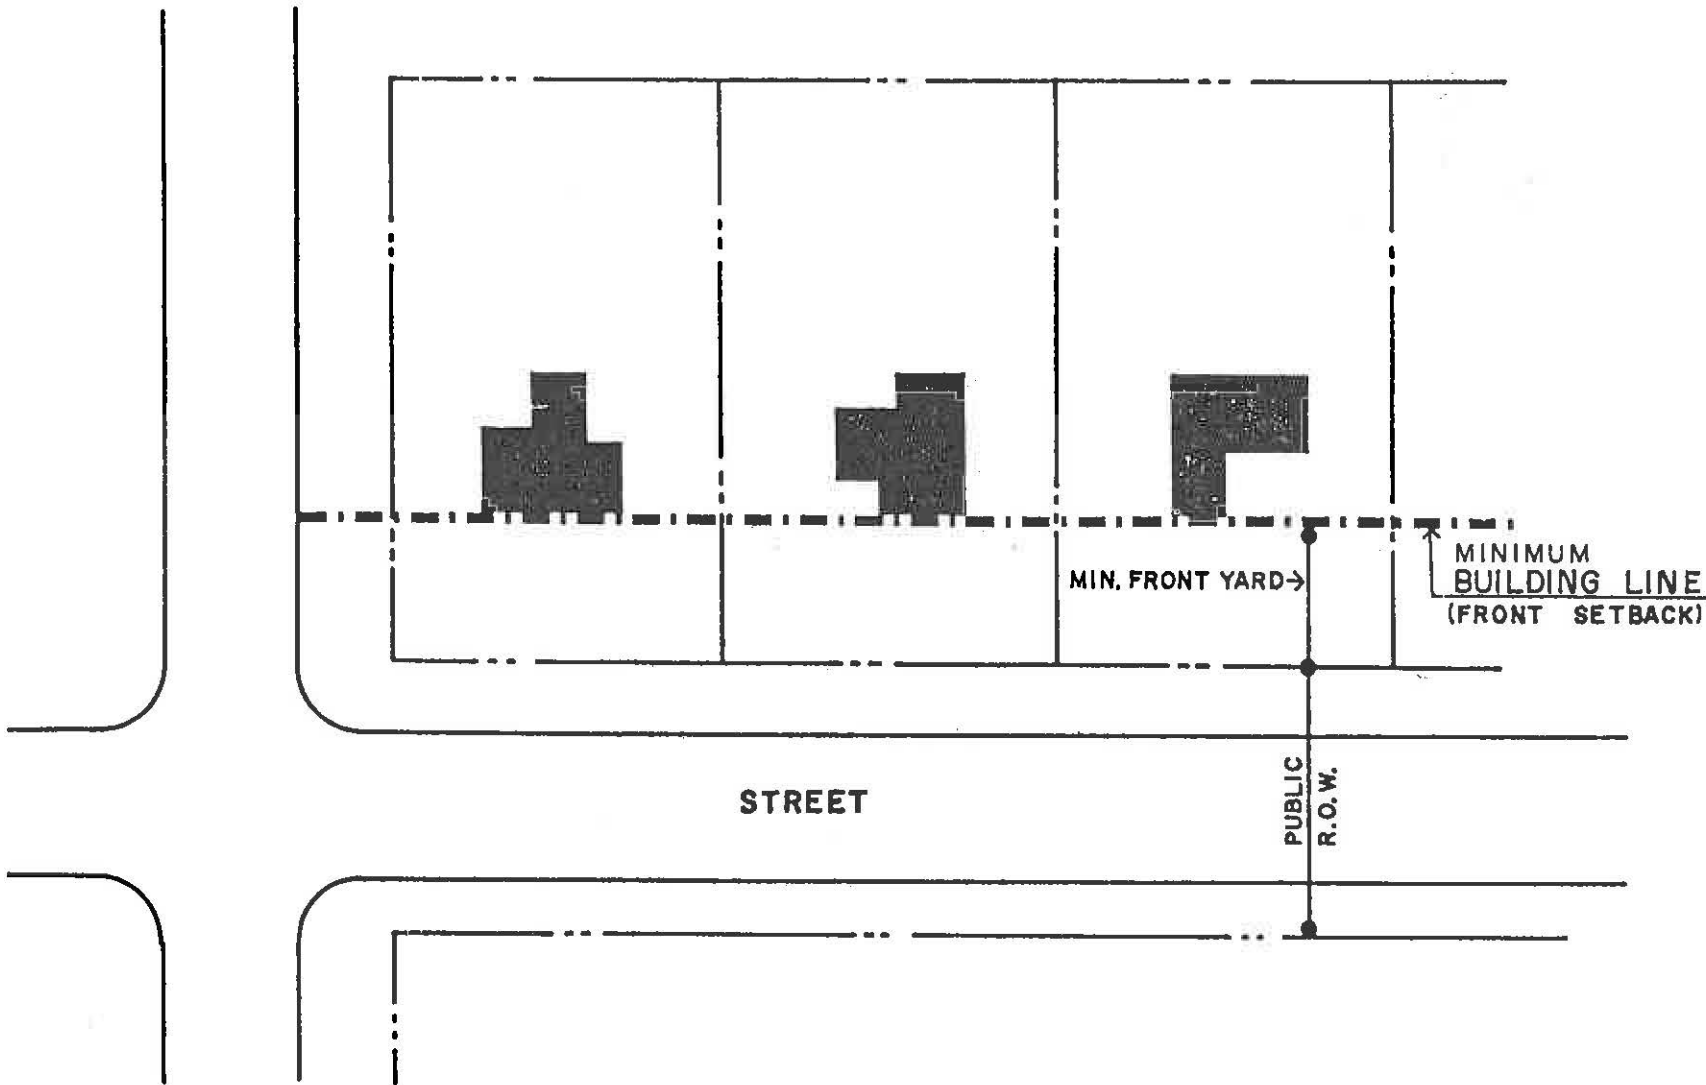 MIN. FRONT YARD
MINIMUM
BUILDING LINE
(FRONT SETBACK)
STREET
PUBLIC
R.O.W.